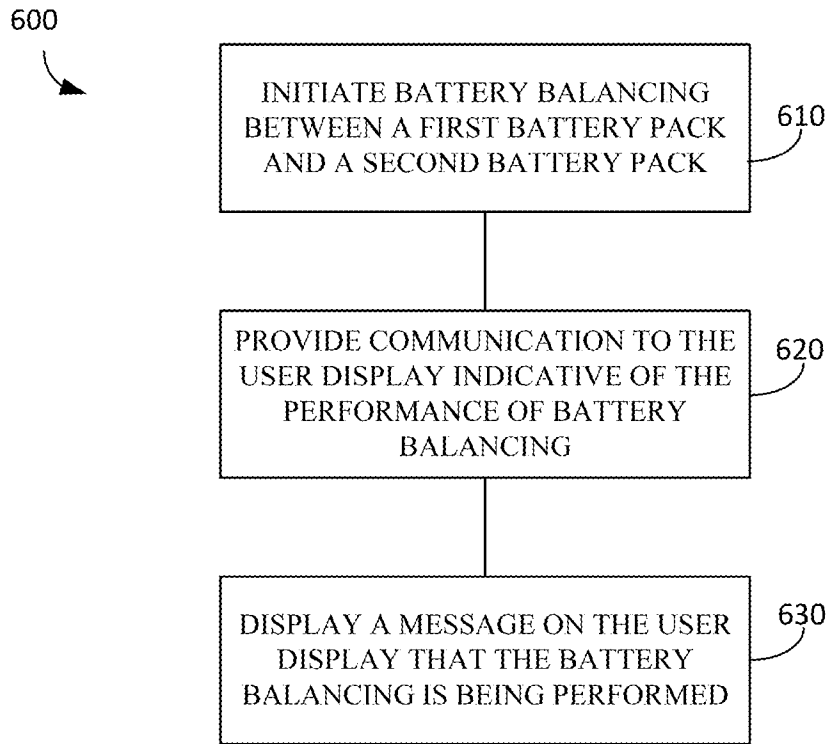 600
INITIATE BATTERY BALANCING
BETWEEN A FIRST BATTERY PACK
AND A SECOND BATTERY PACK
610
PROVIDE COMMUNICATION TO THE
USER DISPLAY INDICATIVE OF THE
PERFORMANCE OF BATTERY
BALANCING
620
DISPLAY A MESSAGE ON THE USER
DISPLAY THAT THE BATTERY
BALANCING IS BEING PERFORMED
630